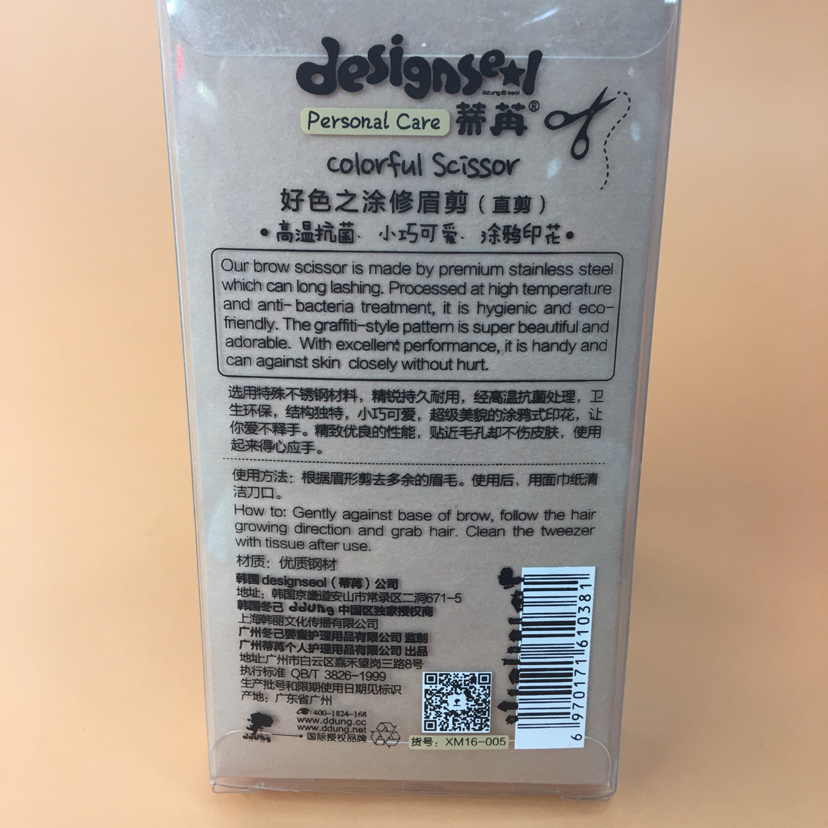 designseol
ddung®seol
Personal Care 蒂苒®
colorful Scissor
好色之涂修眉剪（直剪）
•高温抗菌、小巧可爱、涂鸦印花•
Our brow scissor is made by premium stainless steel
which can long lashing. Processed at high temperature
and anti- bacteria treatment, it is hygienic and eco-
friendly. The graffiti-style pattern is super beautiful and
adorable. With excellent performance, it is handy and
can against skin closely without hurt.
选用特殊不锈钢材料，精锐持久耐用，经高温抗菌处理，卫
生环保，结构独特，小巧可爱，超级美貌的涂鸦式印花，让
你爱不释手。精致优良的性能，贴近毛孔却不伤皮肤，使用
起来得心应手。
使用方法：根据眉形剪去多余的眉毛。使用后，用面巾纸清
洁刀口。
How to: Gently against base of brow, follow the hair
growing direction and grab hair. Clean the tweezer
with tissue after use.
材质：优质钢材
韩国designseol（蒂苒）公司
地址：韩国京畿道安山市常录区二洞671-5
韩国冬己 ddung 中国区独家授权商
上海韩丽文化传播有限公司
广州冬己婴童护理用品有限公司 监制
广州蒂苒个人护理用品有限公司 出品
地址:广州市白云区嘉禾望岗三路8号
执行标准 QB/T 3826-1999
生产批号和限期使用日期见标识
产地：广东省广州
☎:400-1824-168
www.ddung.cc
www.ddung.net
ddung 国际授权品牌
货号：XM16-005
6970171610381